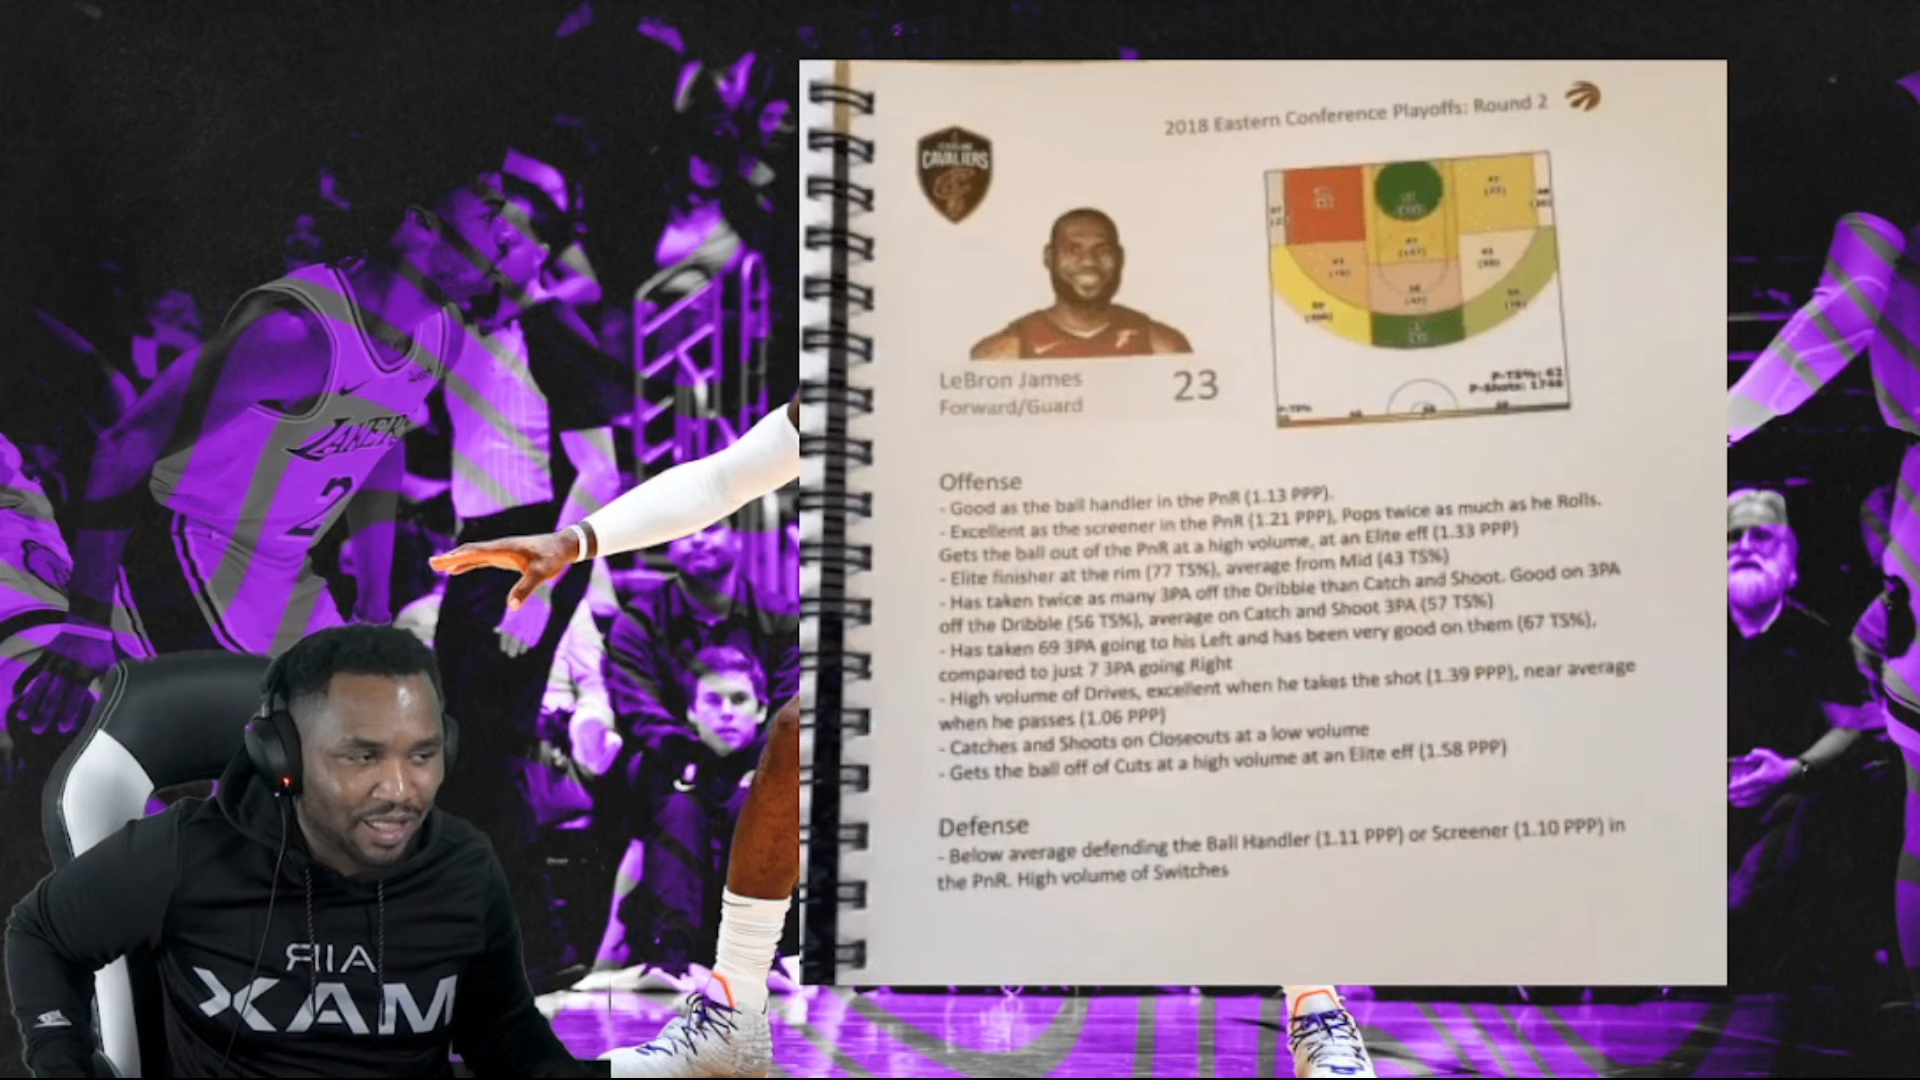 2018 Eastern Conference Playoffs: Round 2
CAVALIERS
P-TS%: 62
P-Shots: 1746
P-TS%
LeBron James
23
Forward/Guard
Offense
- Good as the ball handler in the PnR (1.13 PPP).
- Excellent as the screener in the PnR (1.21 PPP), Pops twice as much as he Rolls.
Gets the ball out of the PnR at a high volume, at an Elite eff (1.33 PPP)
- Elite finisher at the rim (77 TS%), average from Mid (43 TS%)
- Has taken twice as many 3PA off the Dribble than Catch and Shoot. Good on 3PA
off the Dribble (56 TS%), average on Catch and Shoot 3PA (57 TS%)
- Has taken 69 3PA going to his Left and has been very good on them (67 TS%),
compared to just 7 3PA going Right
- High volume of Drives, excellent when he takes the shot (1.39 PPP), near average
when he passes (1.06 PPP)
- Catches and Shoots on Closeouts at a low volume
- Gets the ball off of Cuts at a high volume at an Elite eff (1.58 PPP)
Defense
- Below average defending the Ball Handler (1.11 PPP) or Screener (1.10 PPP) in
the PnR. High volume of Switches
LAKERS
2
AIR
MAX